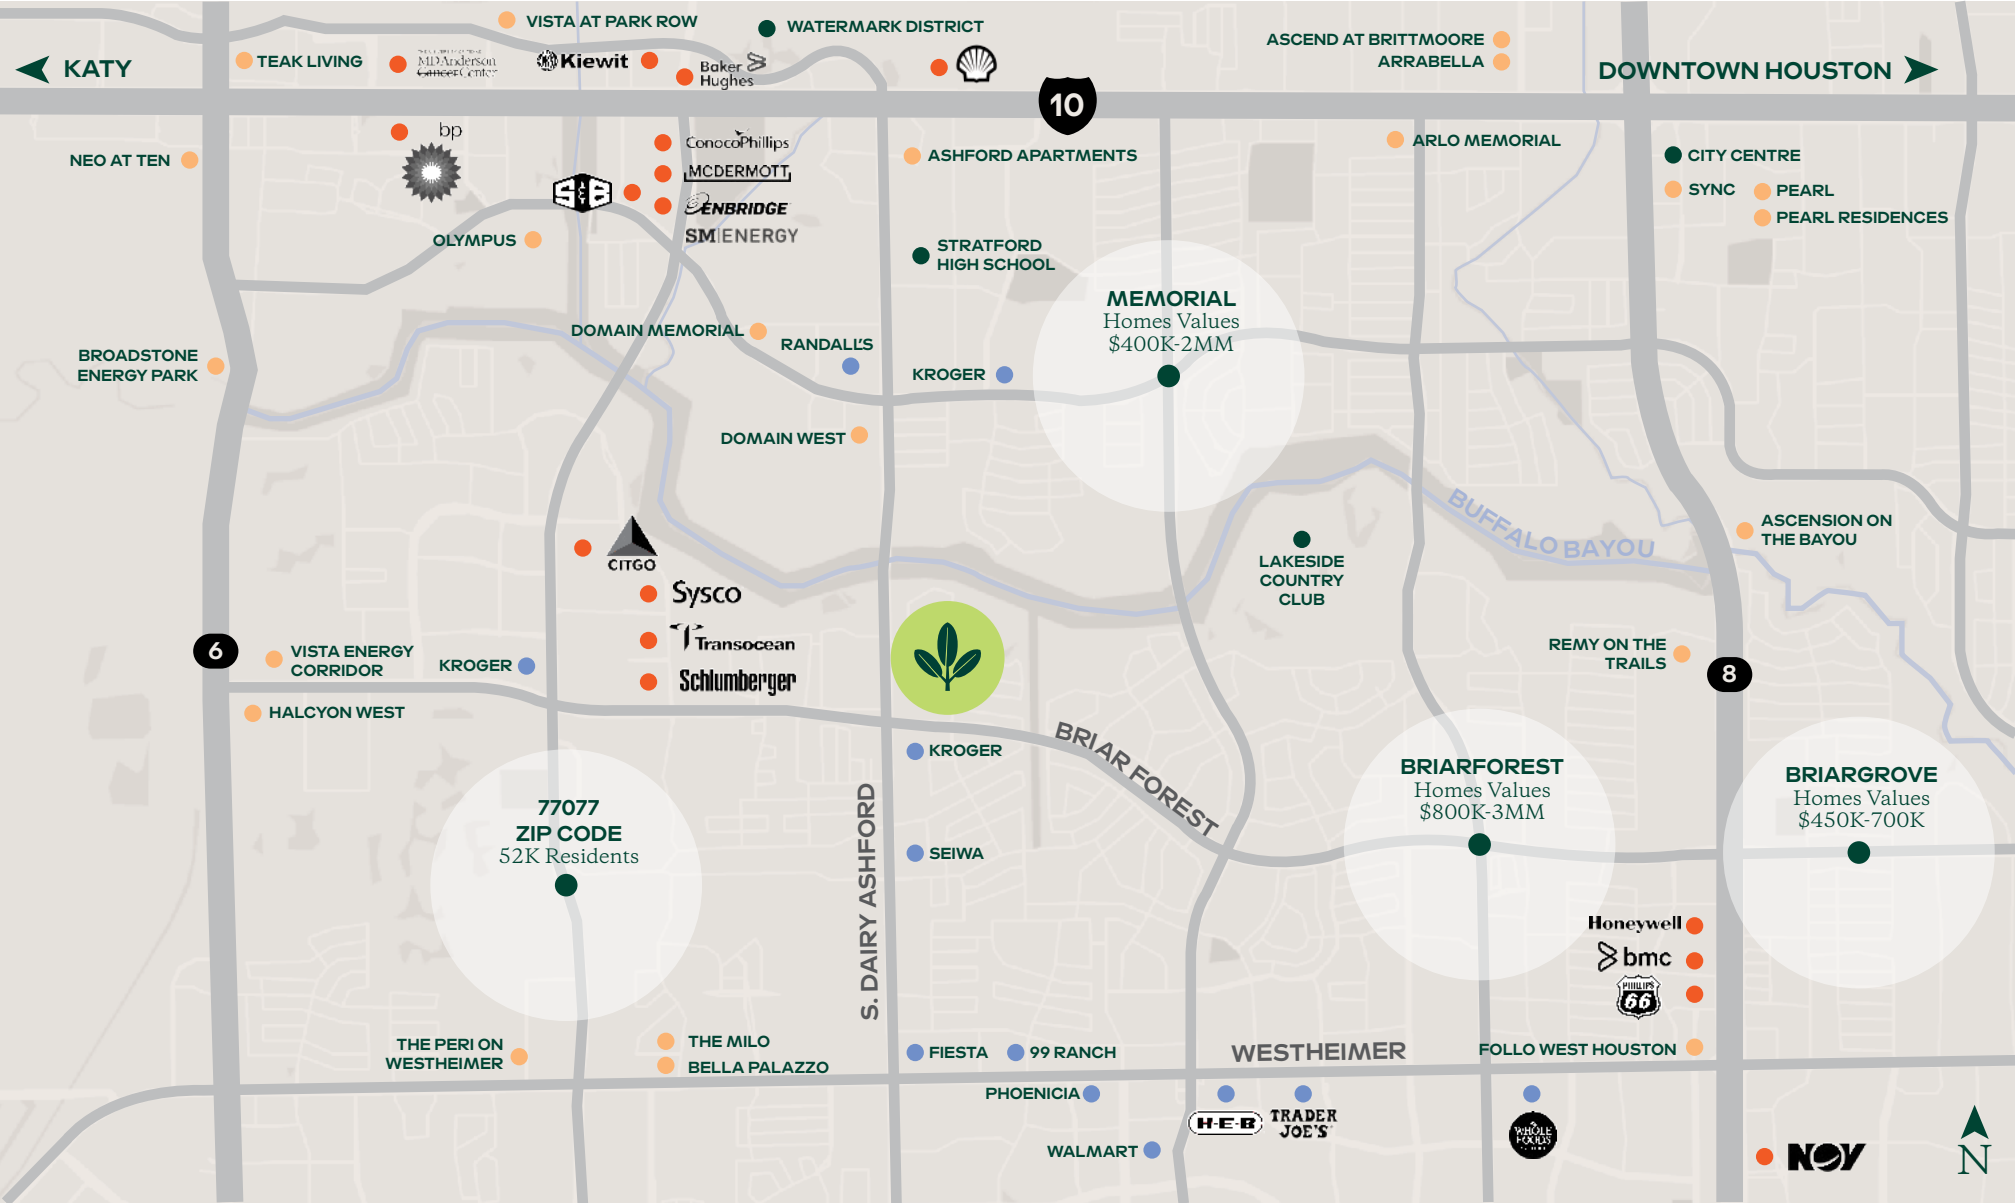 VISTA AT PARK ROW
WATERMARK DISTRICT
KATY
TEAK LIVING
MD Anderson
Cancer Center
Kiewit
Baker
Hughes
ASCEND AT BRITTMOORE
ARRABELLA
DOWNTOWN HOUSTON
10
bp
NEO AT TEN
S&B
ConocoPhillips
MCDERMOTT
ENBRIDGE
SM ENERGY
ASHFORD APARTMENTS
ARLO MEMORIAL
CITY CENTRE
SYNC
PEARL
PEARL RESIDENCES
OLYMPUS
STRATFORD
HIGH SCHOOL
MEMORIAL
Homes Values
$400K-2MM
DOMAIN MEMORIAL
RANDALL'S
BROADSTONE
ENERGY PARK
KROGER
DOMAIN WEST
BUFFALO BAYOU
ASCENSION ON
THE BAYOU
CITGO
LAKESIDE
COUNTRY
CLUB
Sysco
Transocean
Schlumberger
6
VISTA ENERGY
CORRIDOR
KROGER
REMY ON THE
TRAILS
8
HALCYON WEST
KROGER
BRIAR FOREST
BRIARFOREST
Homes Values
$800K-3MM
BRIARGROVE
Homes Values
$450K-700K
77077
ZIP CODE
52K Residents
S. DAIRY ASHFORD
SEIWA
Honeywell
bmc
PHILLIPS
66
THE PERI ON
WESTHEIMER
THE MILO
BELLA PALAZZO
FIESTA
99 RANCH
WESTHEIMER
FOLLO WEST HOUSTON
PHOENICIA
H-E-B
TRADER
JOE'S
WHOLE
FOODS
WALMART
NOV
N